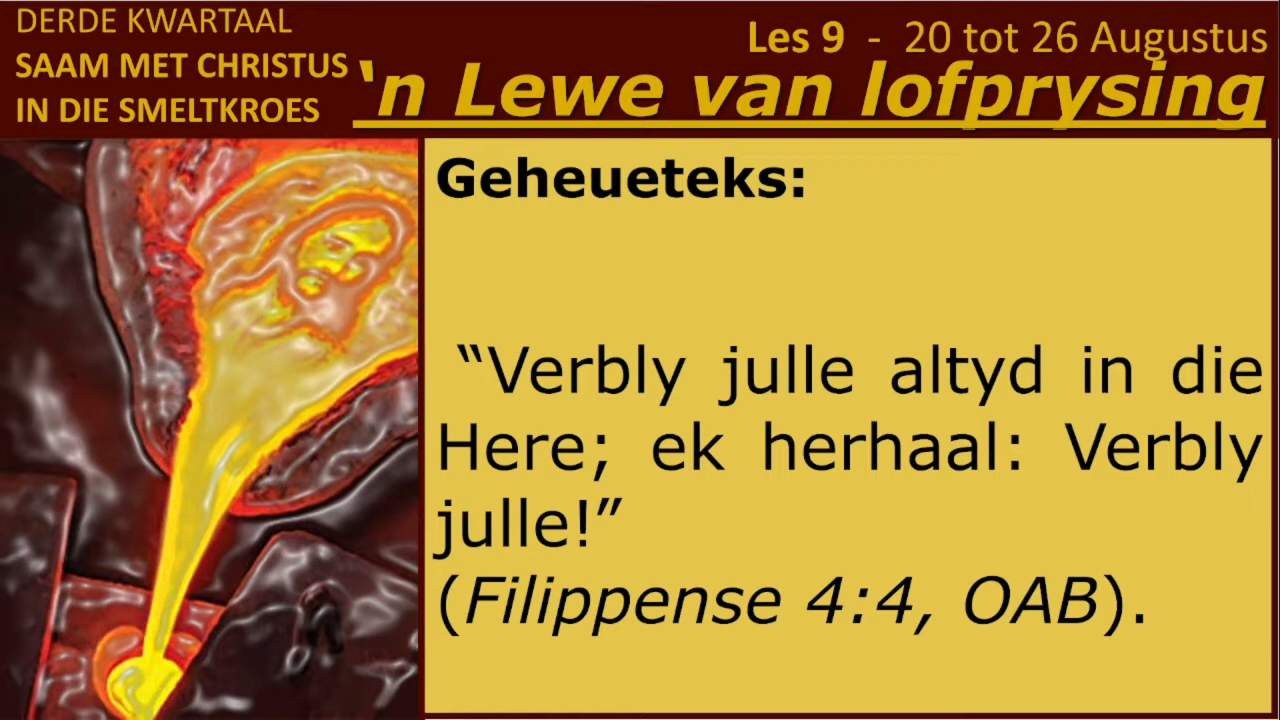 DERDE KWARTAAL
SAAM MET CHRISTUS
IN DIE SMELTKROES
Les 9 - 20 tot 26 Augustus
‘n Lewe van lofprysing
Geheueteks:
“Verbly julle altyd in die
Here; ek herhaal: Verbly
julle!”
(Filippense 4:4, OAB).